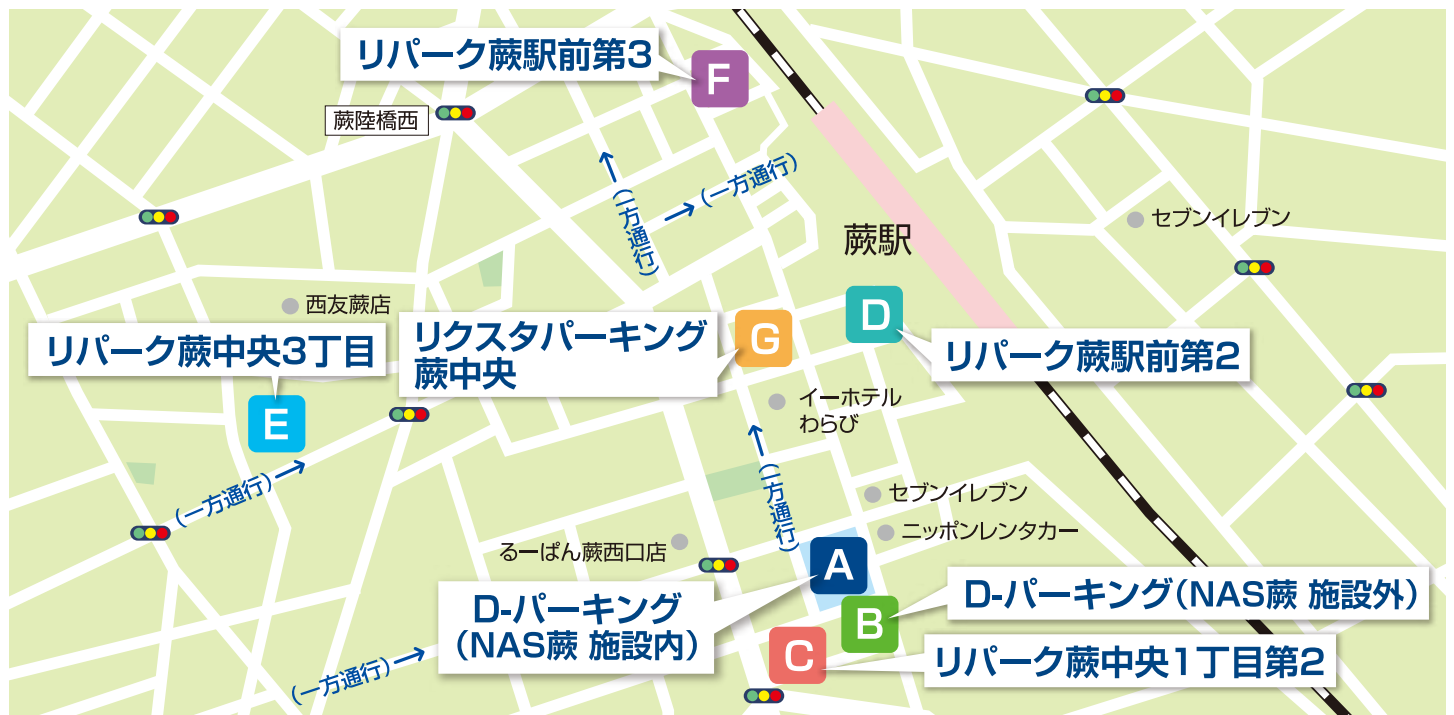 リパーク蕨駅前第3
F
蕨陸橋西
(一方通行)
(一方通行)
セブンイレブン
蕨駅
西友蕨店
D
リパーク蕨中央3丁目
リクスタパーキング
蕨中央
G
リパーク蕨駅前第2
イーホテル
わらび
E
(一方通行)
(一方通行)
セブンイレブン
ニッポンレンタカー
るーぱん蕨西口店
A
D-パーキング
(NAS蕨 施設内)
D-パーキング(NAS蕨 施設外)
B
C
リパーク蕨中央1丁目第2
(一方通行)